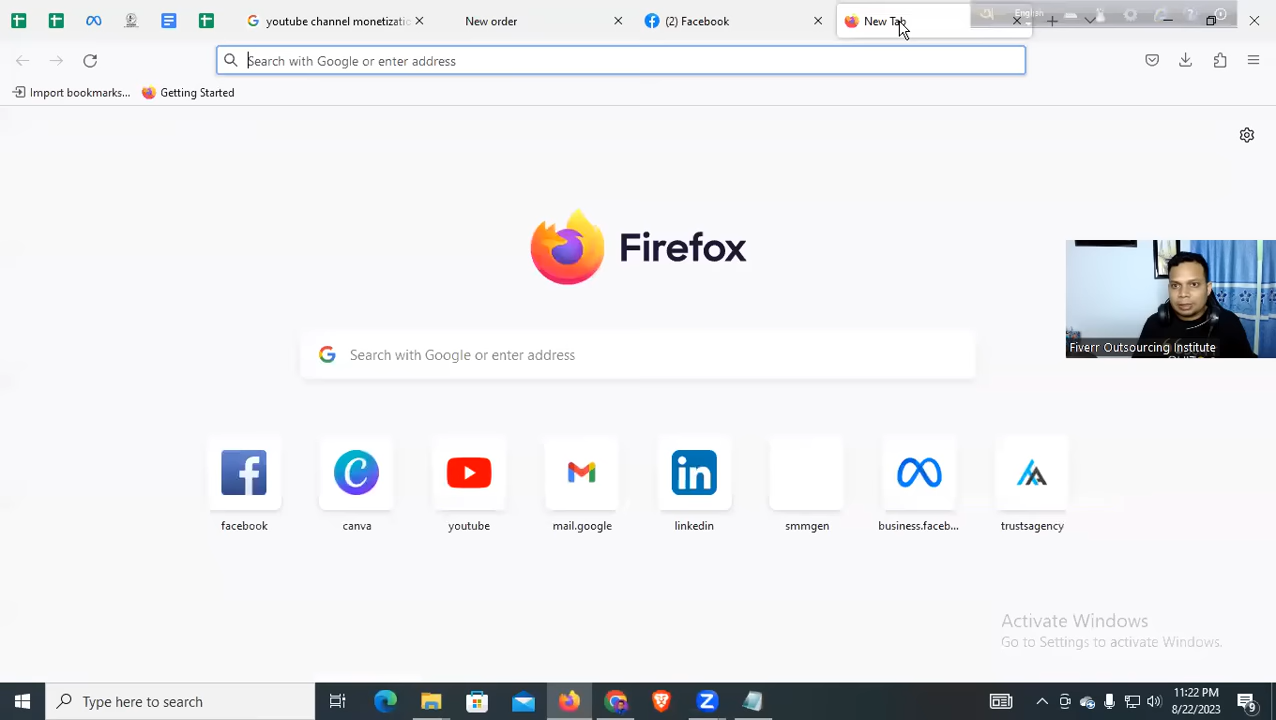 youtube channel monetizatio
New order
(2) Facebook
New Tab
English
Search with Google or enter address
Import bookmarks...
Getting Started
Firefox
Search with Google or enter address
Fiverr Outsourcing Institute
facebook
canva
youtube
mail.google
linkedin
smmgen
business.faceb...
trustsagency
Activate Windows
Go to Settings to activate Windows.
Type here to search
11:22 PM
8/22/2023
9